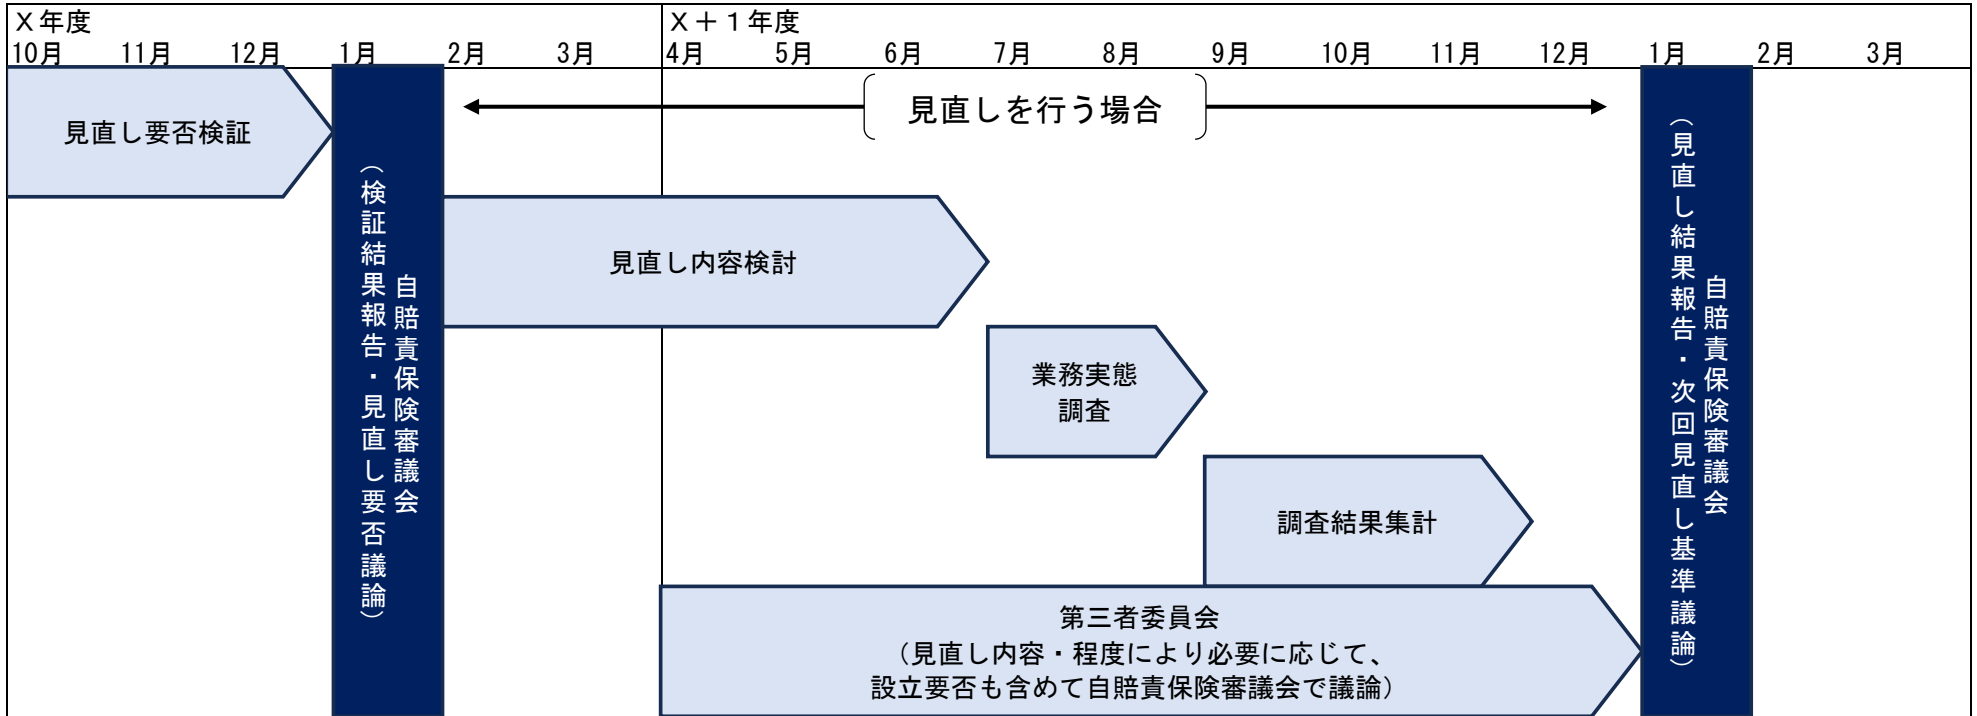 X年度
X+1年度
10月 11月 12月 1月 2月 3月 4月 5月 6月 7月 8月 9月 10月 11月 12月 1月 2月 3月
見直しを行う場合
見直し要否検証
自賠責保険審議会
（検証結果報告・見直し要否議論）
見直し内容検討
業務実態
調査
調査結果集計
第三者委員会
（見直し内容・程度により必要に応じて、
設立要否も含めて自賠責保険審議会で議論）
自賠責保険審議会
（見直し結果報告・次回見直し基準議論）